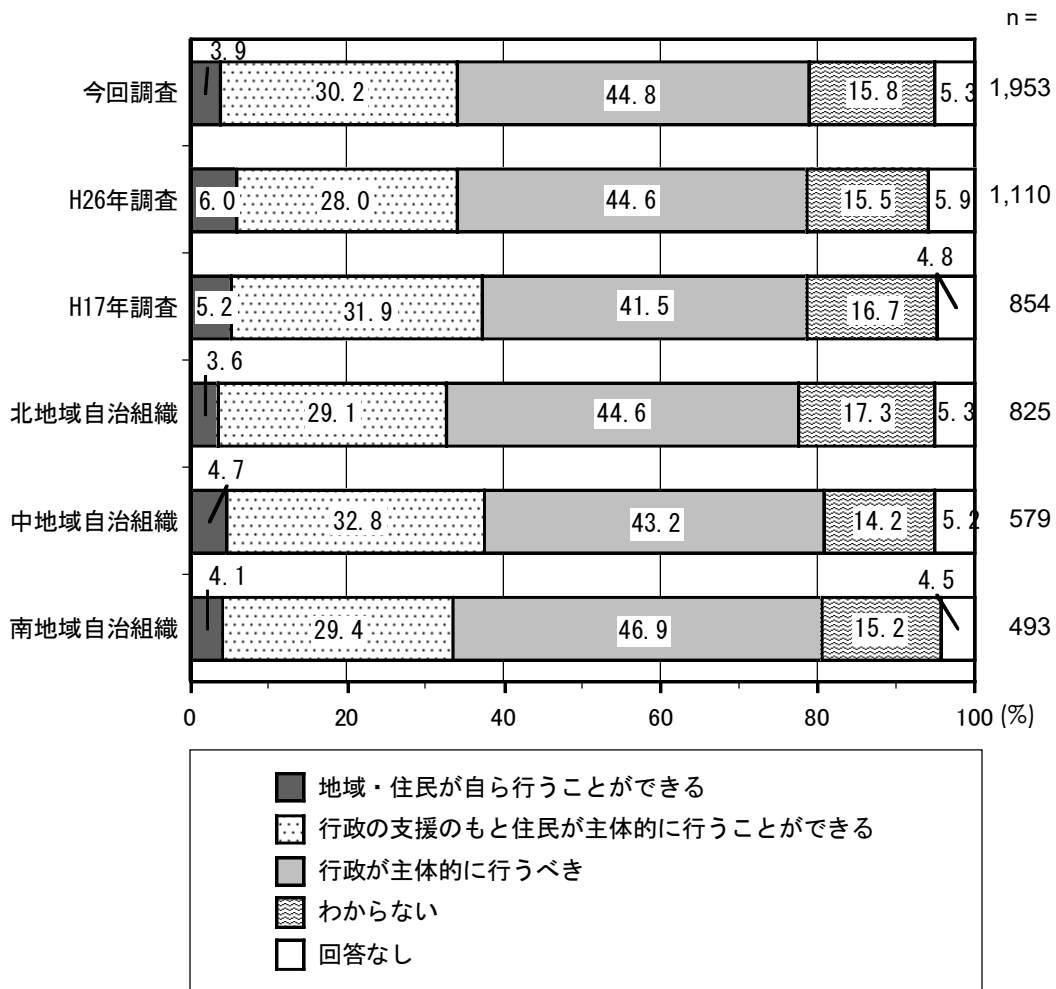 n =
3.9
今回調査 30.2 44.8 15.8 5.3 1,953
H26年調査 6.0 28.0 44.6 15.5 5.9 1,110
4.8
H17年調査 5.2 31.9 41.5 16.7 854
3.6
北地域自治組織 29.1 44.6 17.3 5.3 825
4.7
中地域自治組織 32.8 43.2 14.2 5.2 579
4.1 4.5
南地域自治組織 29.4 46.9 15.2 493
0 20 40 60 80 100 (%)
地域・住民が自ら行うことができる
行政の支援のもと住民が主体的に行うことができる
行政が主体的に行うべき
わからない
回答なし